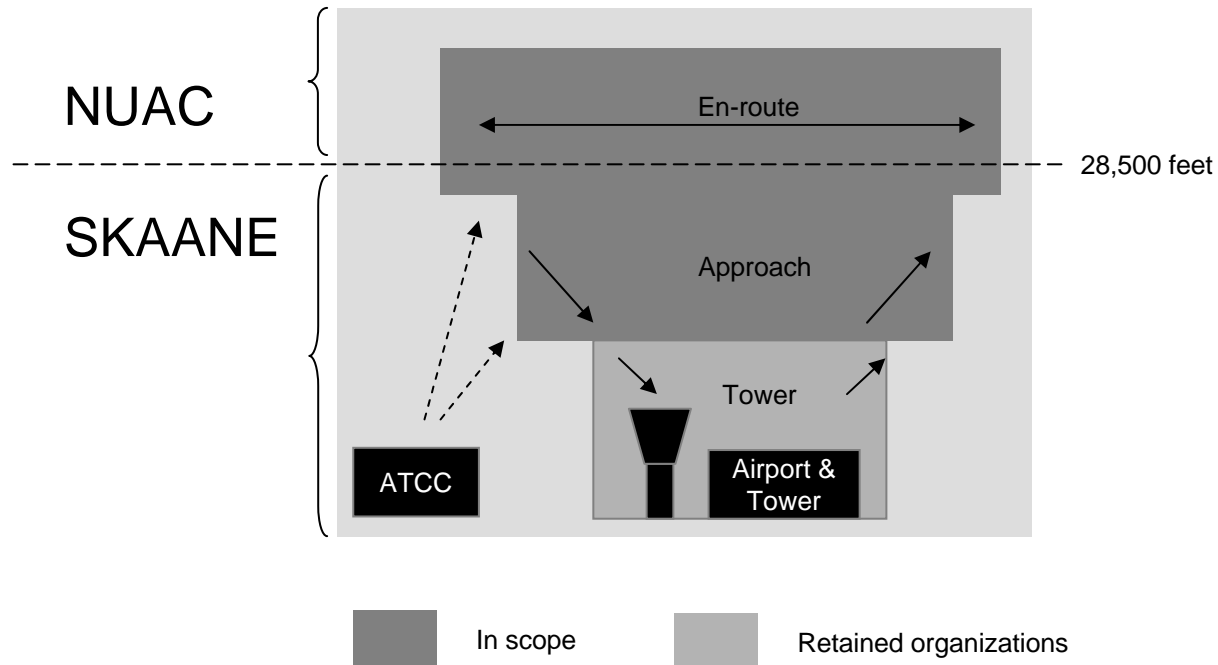 NUAC
En-route
28,500 feet
SKAANE
Approach
Tower
ATCC
Airport &
Tower
In scope
Retained organizations